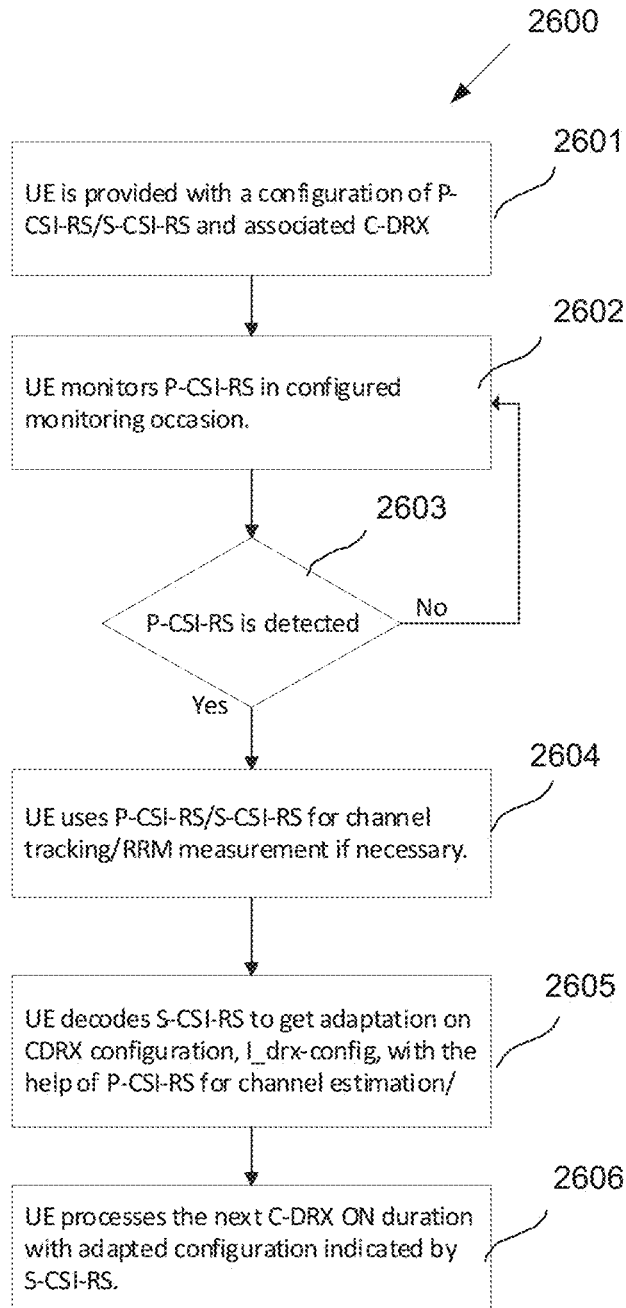 2600
2601
UE is provided with a configuration of P-
CSI-RS/S-CSI-RS and associated C-DRX
2602
UE monitors P-CSI-RS in configured
monitoring occasion.
2603
P-CSI-RS is detected
No
Yes
2604
UE uses P-CSI-RS/S-CSI-RS for channel
tracking/RRM measurement if necessary.
2605
UE decodes S-CSI-RS to get adaptation on
CDRX configuration, I_drx-config, with the
help of P-CSI-RS for channel estimation/
2606
UE processes the next C-DRX ON duration
with adapted configuration indicated by
S-CSI-RS.